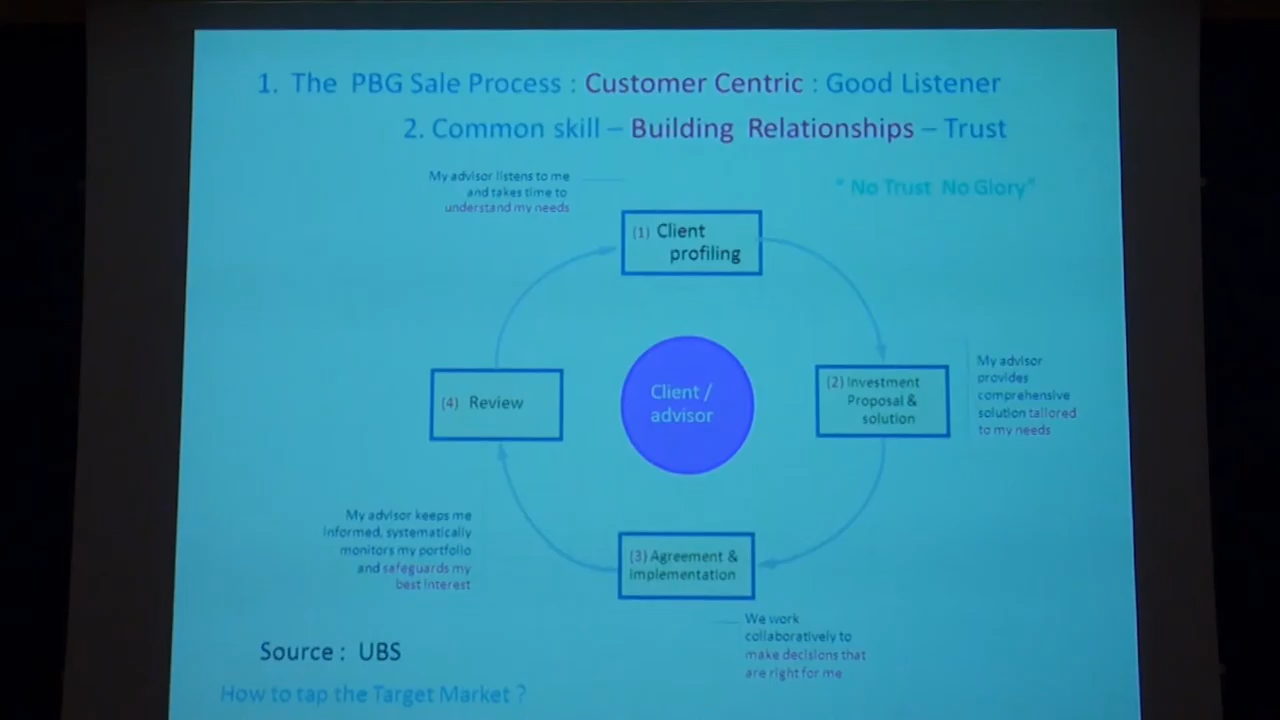 1. The PBG Sale Process : Customer Centric : Good Listener
2. Common skill – Building Relationships – Trust
" No Trust No Glory"
My advisor listens to me
and takes time to
understand my needs
(1) Client
profiling
My advisor
provides
comprehensive
solution tailored
to my needs
(2) Investment
Proposal &
solution
Client /
advisor
(4) Review
My advisor keeps me
informed, systematically
monitors my portfolio
and safeguards my
best interest
(3) Agreement &
implementation
We work
collaboratively to
make decisions that
are right for me
Source : UBS
How to tap the Target Market ?